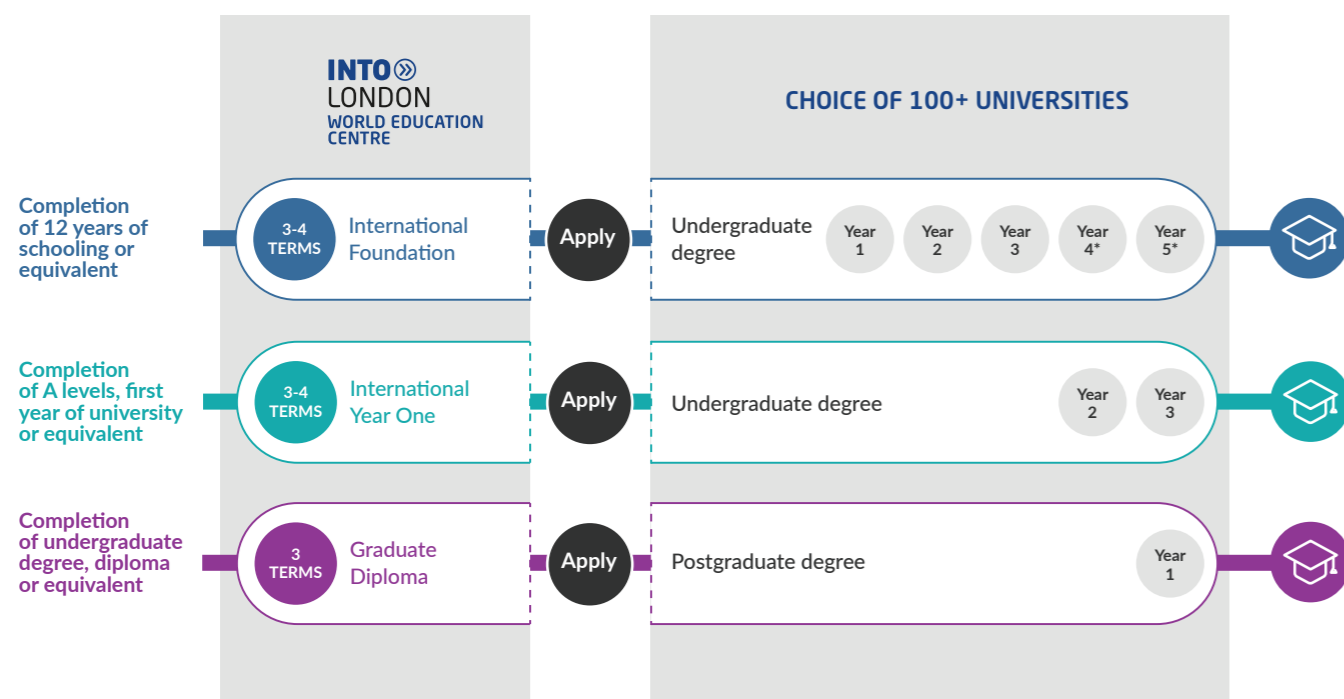 INTO
LONDON
WORLD EDUCATION
CENTRE
CHOICE OF 100+ UNIVERSITIES
Completion
of 12 years of
schooling or
equivalent
3-4
TERMS
International
Foundation
Apply
Undergraduate
degree
Year
1
Year
2
Year
3
Year
4*
Year
5*
Completion
of A levels, first
year of university
or equivalent
3-4
TERMS
International
Year One
Apply
Undergraduate degree
Year
2
Year
3
Completion
of undergraduate
degree, diploma
or equivalent
3
TERMS
Graduate
Diploma
Apply
Postgraduate degree
Year
1